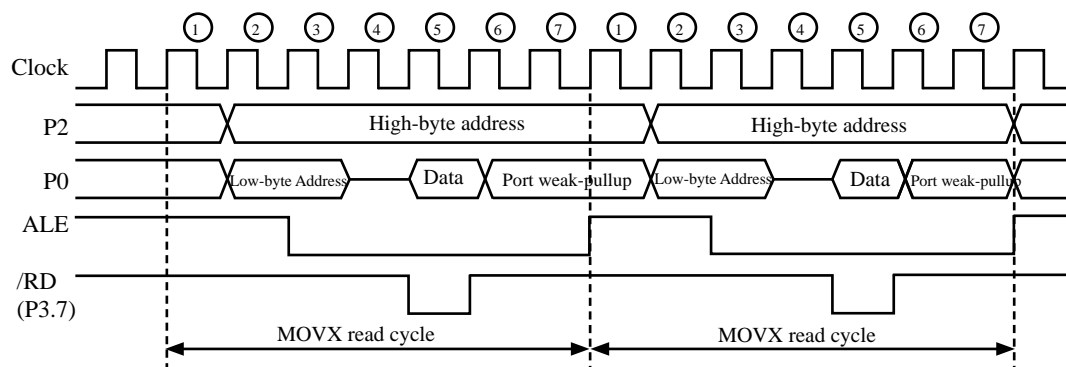 1 2 3 4 5 6 7 1 2 3 4 5 6 7
Clock
P2 High-byte address High-byte address
P0 Low-byte Address Data Port weak-pullup Low-byte Address Data Port weak-pullup
ALE
/RD
(P3.7)
MOVX read cycle MOVX read cycle